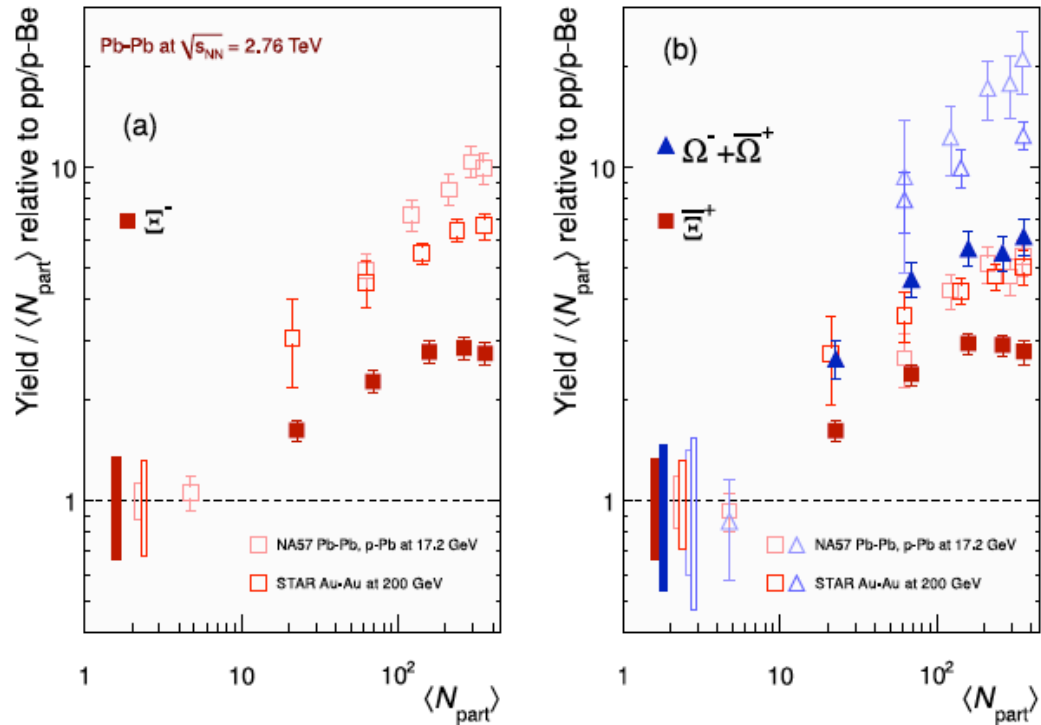 Yield / ⟨N_part⟩ relative to pp/p-Be
10
1
Pb-Pb at √s_NN = 2.76 TeV
(a)
Ξ⁻
NA57 Pb-Pb, p-Pb at 17.2 GeV
STAR Au-Au at 200 GeV
1
10
10²
⟨N_part⟩
Yield / ⟨N_part⟩ relative to pp/p-Be
10
1
(b)
Ω⁻+Ω̅⁺
Ξ̅⁺
NA57 Pb-Pb, p-Pb at 17.2 GeV
STAR Au-Au at 200 GeV
1
10
10²
⟨N_part⟩